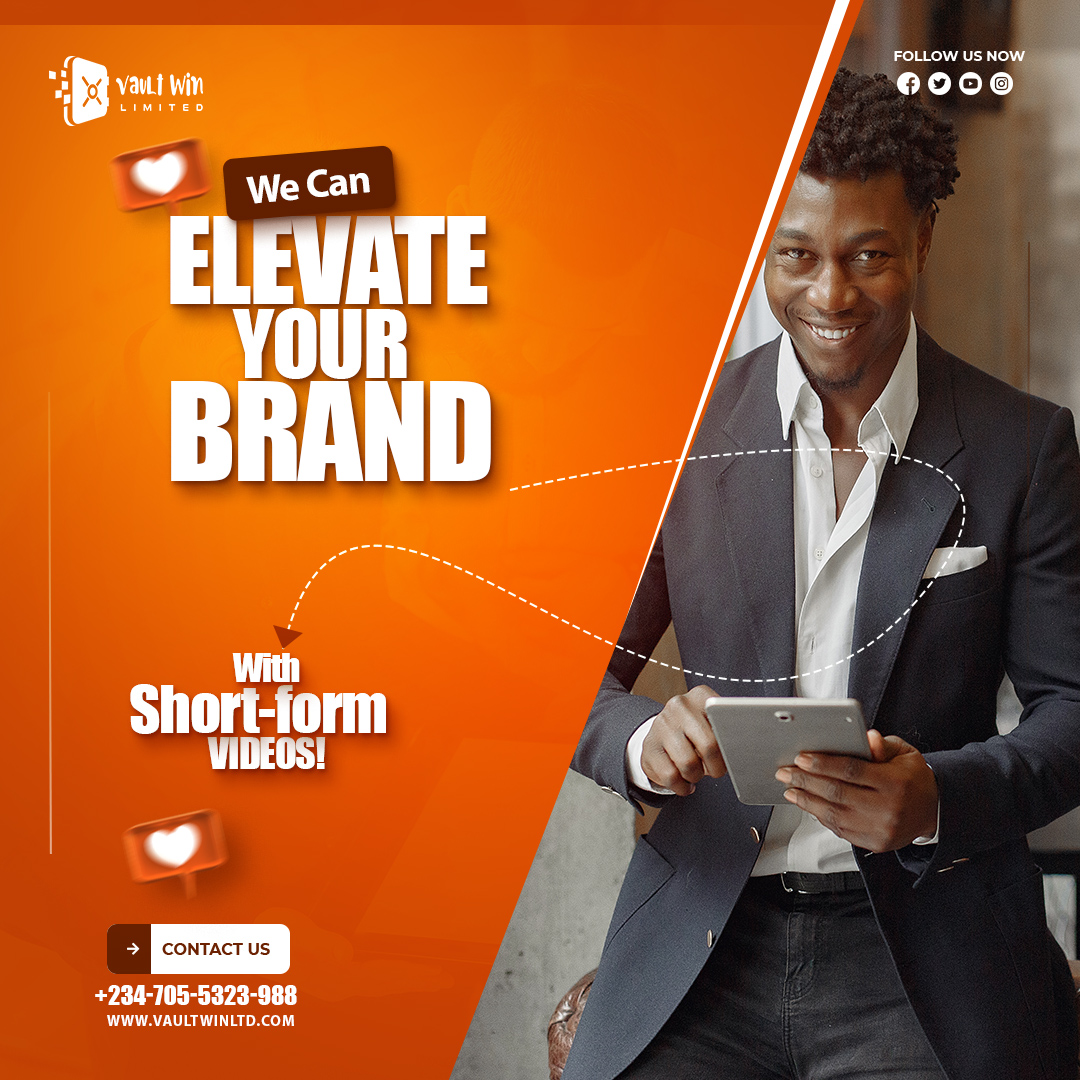 Vault Win
LIMITED
FOLLOW US NOW
We Can
ELEVATE
YOUR
BRAND
With
Short-form
VIDEOS!
CONTACT US
+234-705-5323-988
WWW.VAULTWINLTD.COM